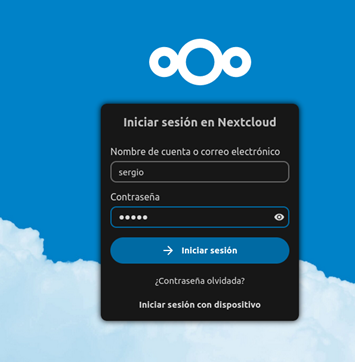 Iniciar sesión en Nextcloud
Nombre de cuenta o correo electrónico
sergio
Contraseña
•••••
Iniciar sesión
¿Contraseña olvidada?
Iniciar sesión con dispositivo